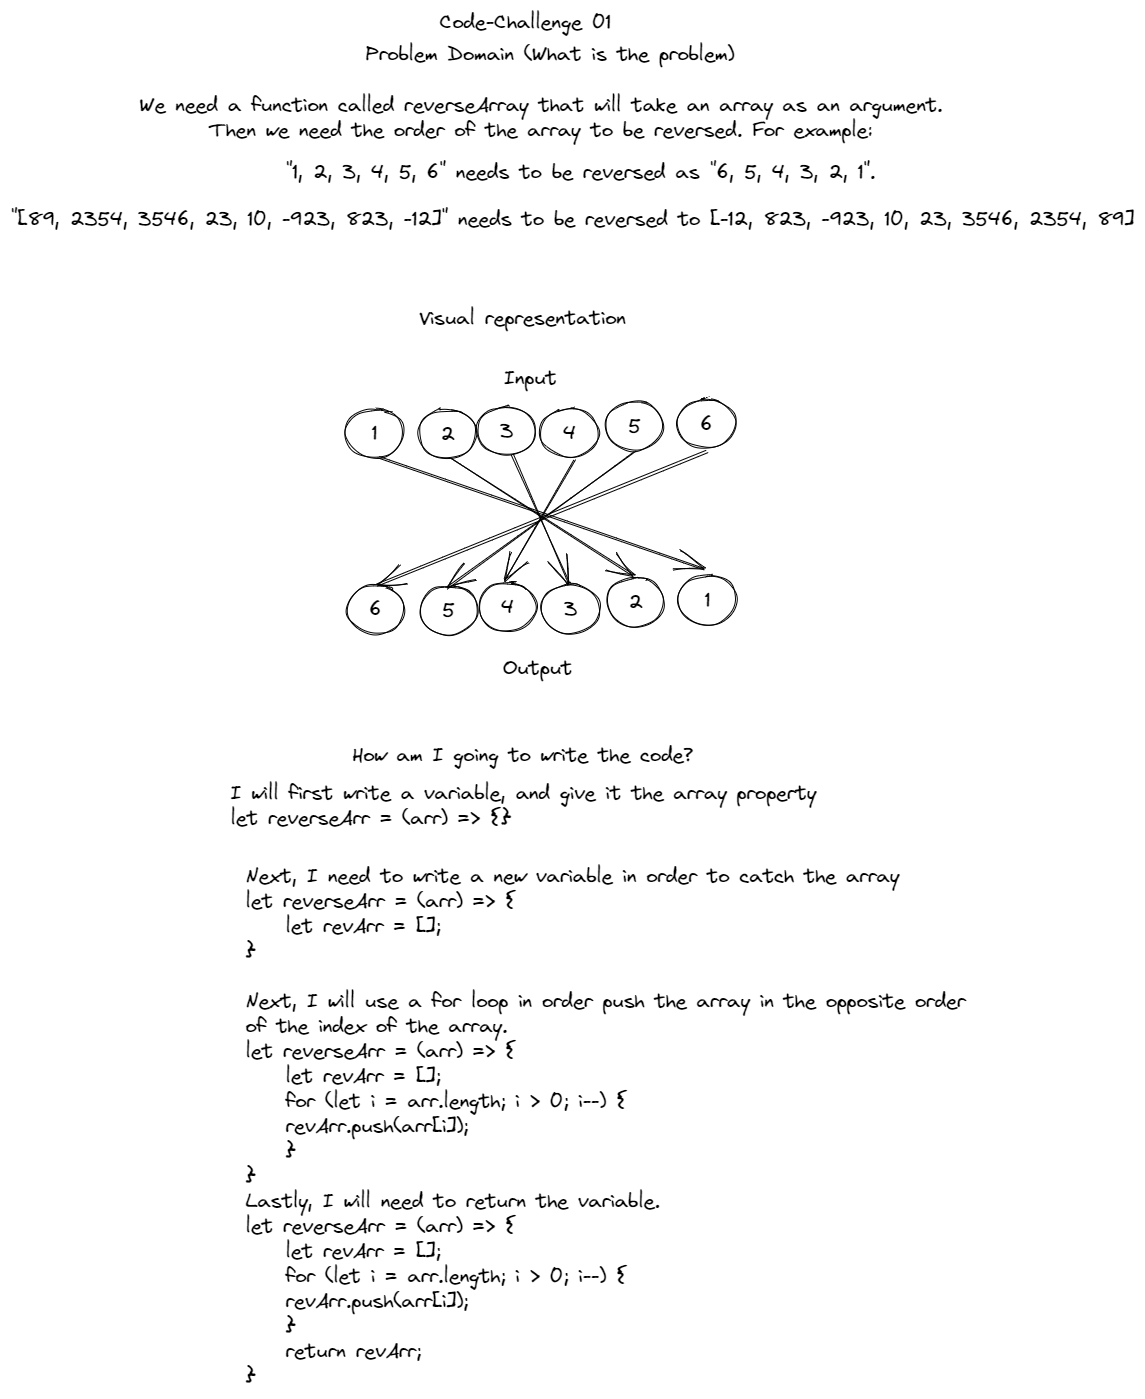 Code-Challenge 01
Problem Domain (What is the problem)
We need a function called reverseArray that will take an array as an argument.
Then we need the order of the array to be reversed. For example:
"1, 2, 3, 4, 5, 6" needs to be reversed as "6, 5, 4, 3, 2, 1".
"[89, 2354, 3546, 23, 10, -923, 823, -12]" needs to be reversed to [-12, 823, -923, 10, 23, 3546, 2354, 89]
Visual representation
Input
1 2 3 4 5 6
6 5 4 3 2 1
Output
How am I going to write the code?
I will first write a variable, and give it the array property
let reverseArr = (arr) => {}
Next, I need to write a new variable in order to catch the array
let reverseArr = (arr) => {
let revArr = [];
}
Next, I will use a for loop in order push the array in the opposite order
of the index of the array.
let reverseArr = (arr) => {
let revArr = [];
for (let i = arr.length; i > 0; i--) {
revArr.push(arr[i]);
}
}
Lastly, I will need to return the variable.
let reverseArr = (arr) => {
let revArr = [];
for (let i = arr.length; i > 0; i--) {
revArr.push(arr[i]);
}
return revArr;
}